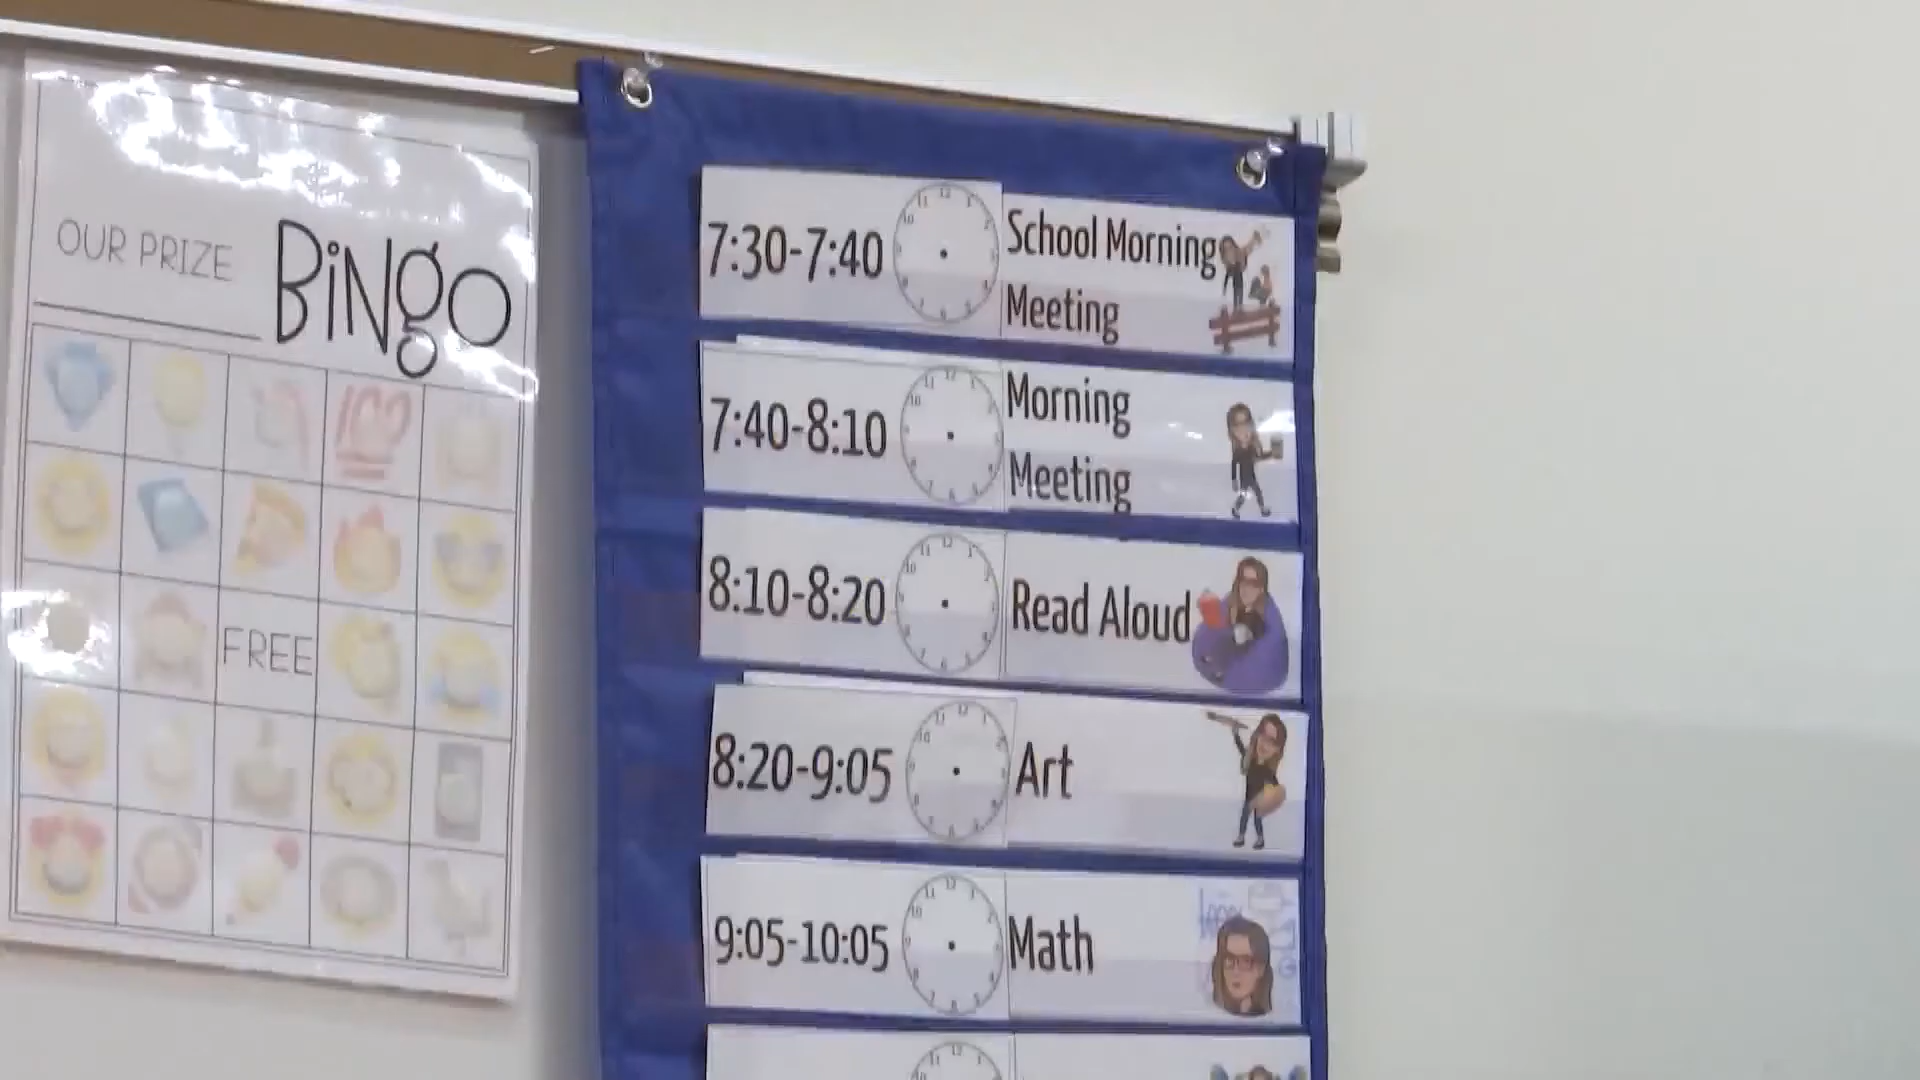 OUR PRIZE BiNgO
FREE
7:30-7:40
School Morning
Meeting
7:40-8:10
Morning
Meeting
8:10-8:20
Read Aloud
8:20-9:05
Art
9:05-10:05
Math